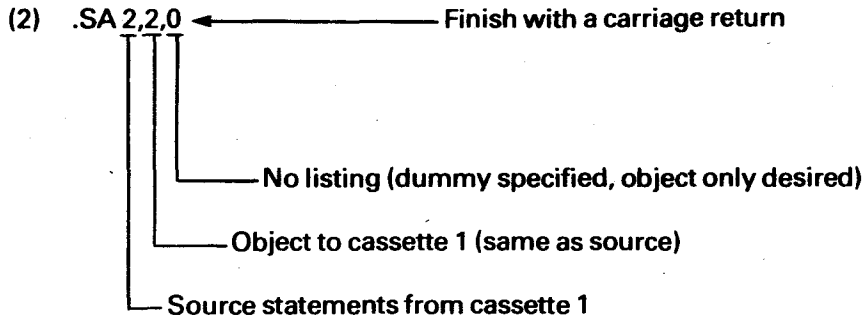 (2) .SA 2,2,0 Finish with a carriage return
No listing (dummy specified, object only desired)
Object to cassette 1 (same as source)
Source statements from cassette 1